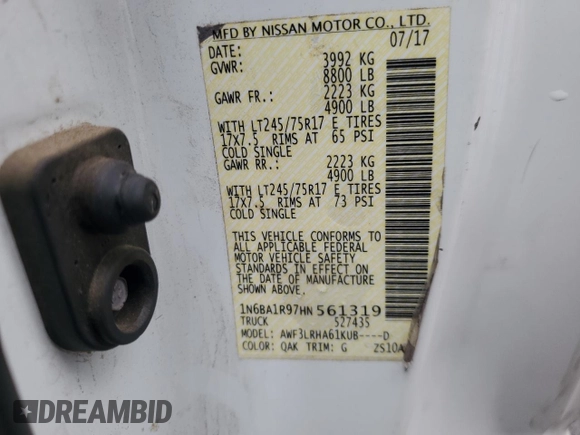 MFD BY NISSAN MOTOR CO., LTD.
DATE: 07/17
GVWR: 3992 KG
8800 LB
GAWR FR.: 2223 KG
4900 LB
WITH LT245/75R17 E TIRES
17X7.5 RIMS AT 65 PSI
COLD SINGLE
GAWR RR.: 2223 KG
4900 LB
WITH LT245/75R17 E TIRES
17X7.5 RIMS AT 73 PSI
COLD SINGLE
THIS VEHICLE CONFORMS TO
ALL APPLICABLE FEDERAL
MOTOR VEHICLE SAFETY
STANDARDS IN EFFECT ON
THE DATE OF MANUFACTURE
SHOWN ABOVE.
1N6BA1R97HN561319
TRUCK 527435
MODEL: AWF3LRHA61KUB----D
COLOR: QAK TRIM: G ZS10A
DREAMBID